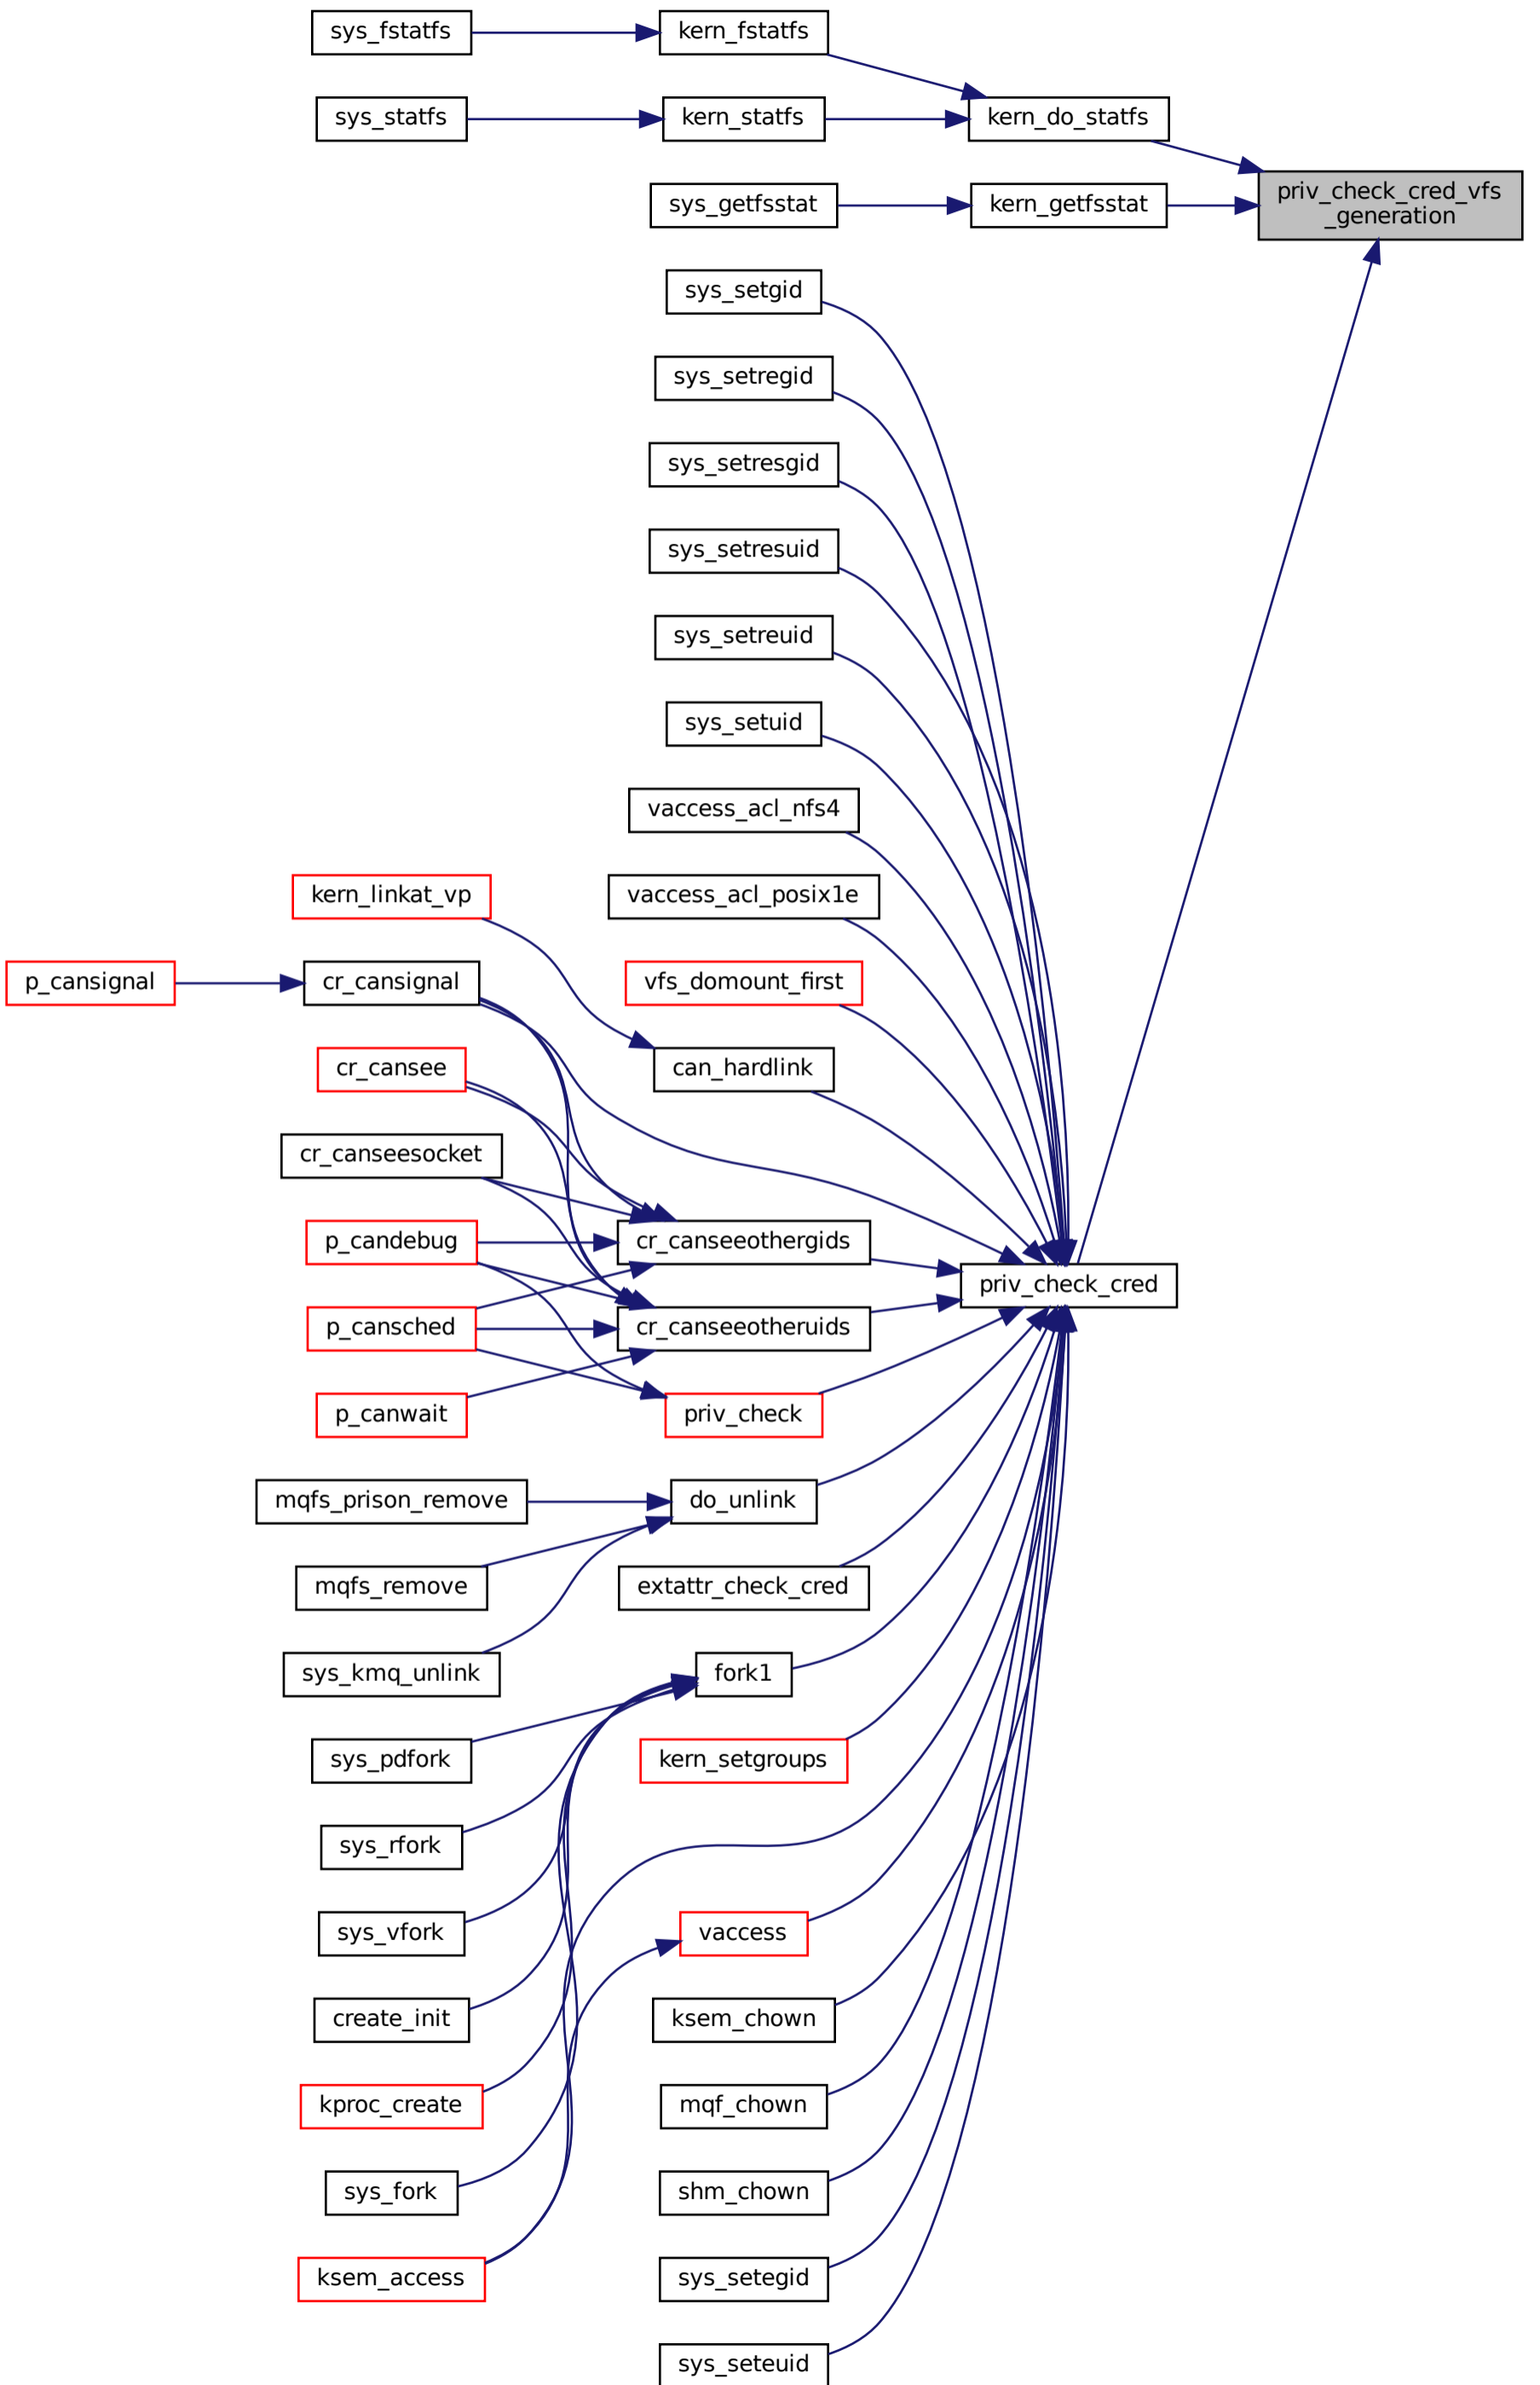 sys_fstatfs
kern_fstatfs
sys_statfs
kern_statfs
kern_do_statfs
priv_check_cred_vfs
_generation
sys_getfsstat
kern_getfsstat
sys_setgid
sys_setregid
sys_setresgid
sys_setresuid
sys_setreuid
sys_setuid
vaccess_acl_nfs4
kern_linkat_vp
vaccess_acl_posix1e
p_cansignal
cr_cansignal
vfs_domount_first
cr_cansee
can_hardlink
cr_canseesocket
p_candebug
cr_canseeothergids
priv_check_cred
p_cansched
cr_canseeotheruids
p_canwait
priv_check
mqfs_prison_remove
do_unlink
mqfs_remove
extattr_check_cred
sys_kmq_unlink
fork1
sys_pdfork
kern_setgroups
sys_rfork
sys_vfork
vaccess
create_init
ksem_chown
kproc_create
mqf_chown
sys_fork
shm_chown
ksem_access
sys_setegid
sys_seteuid